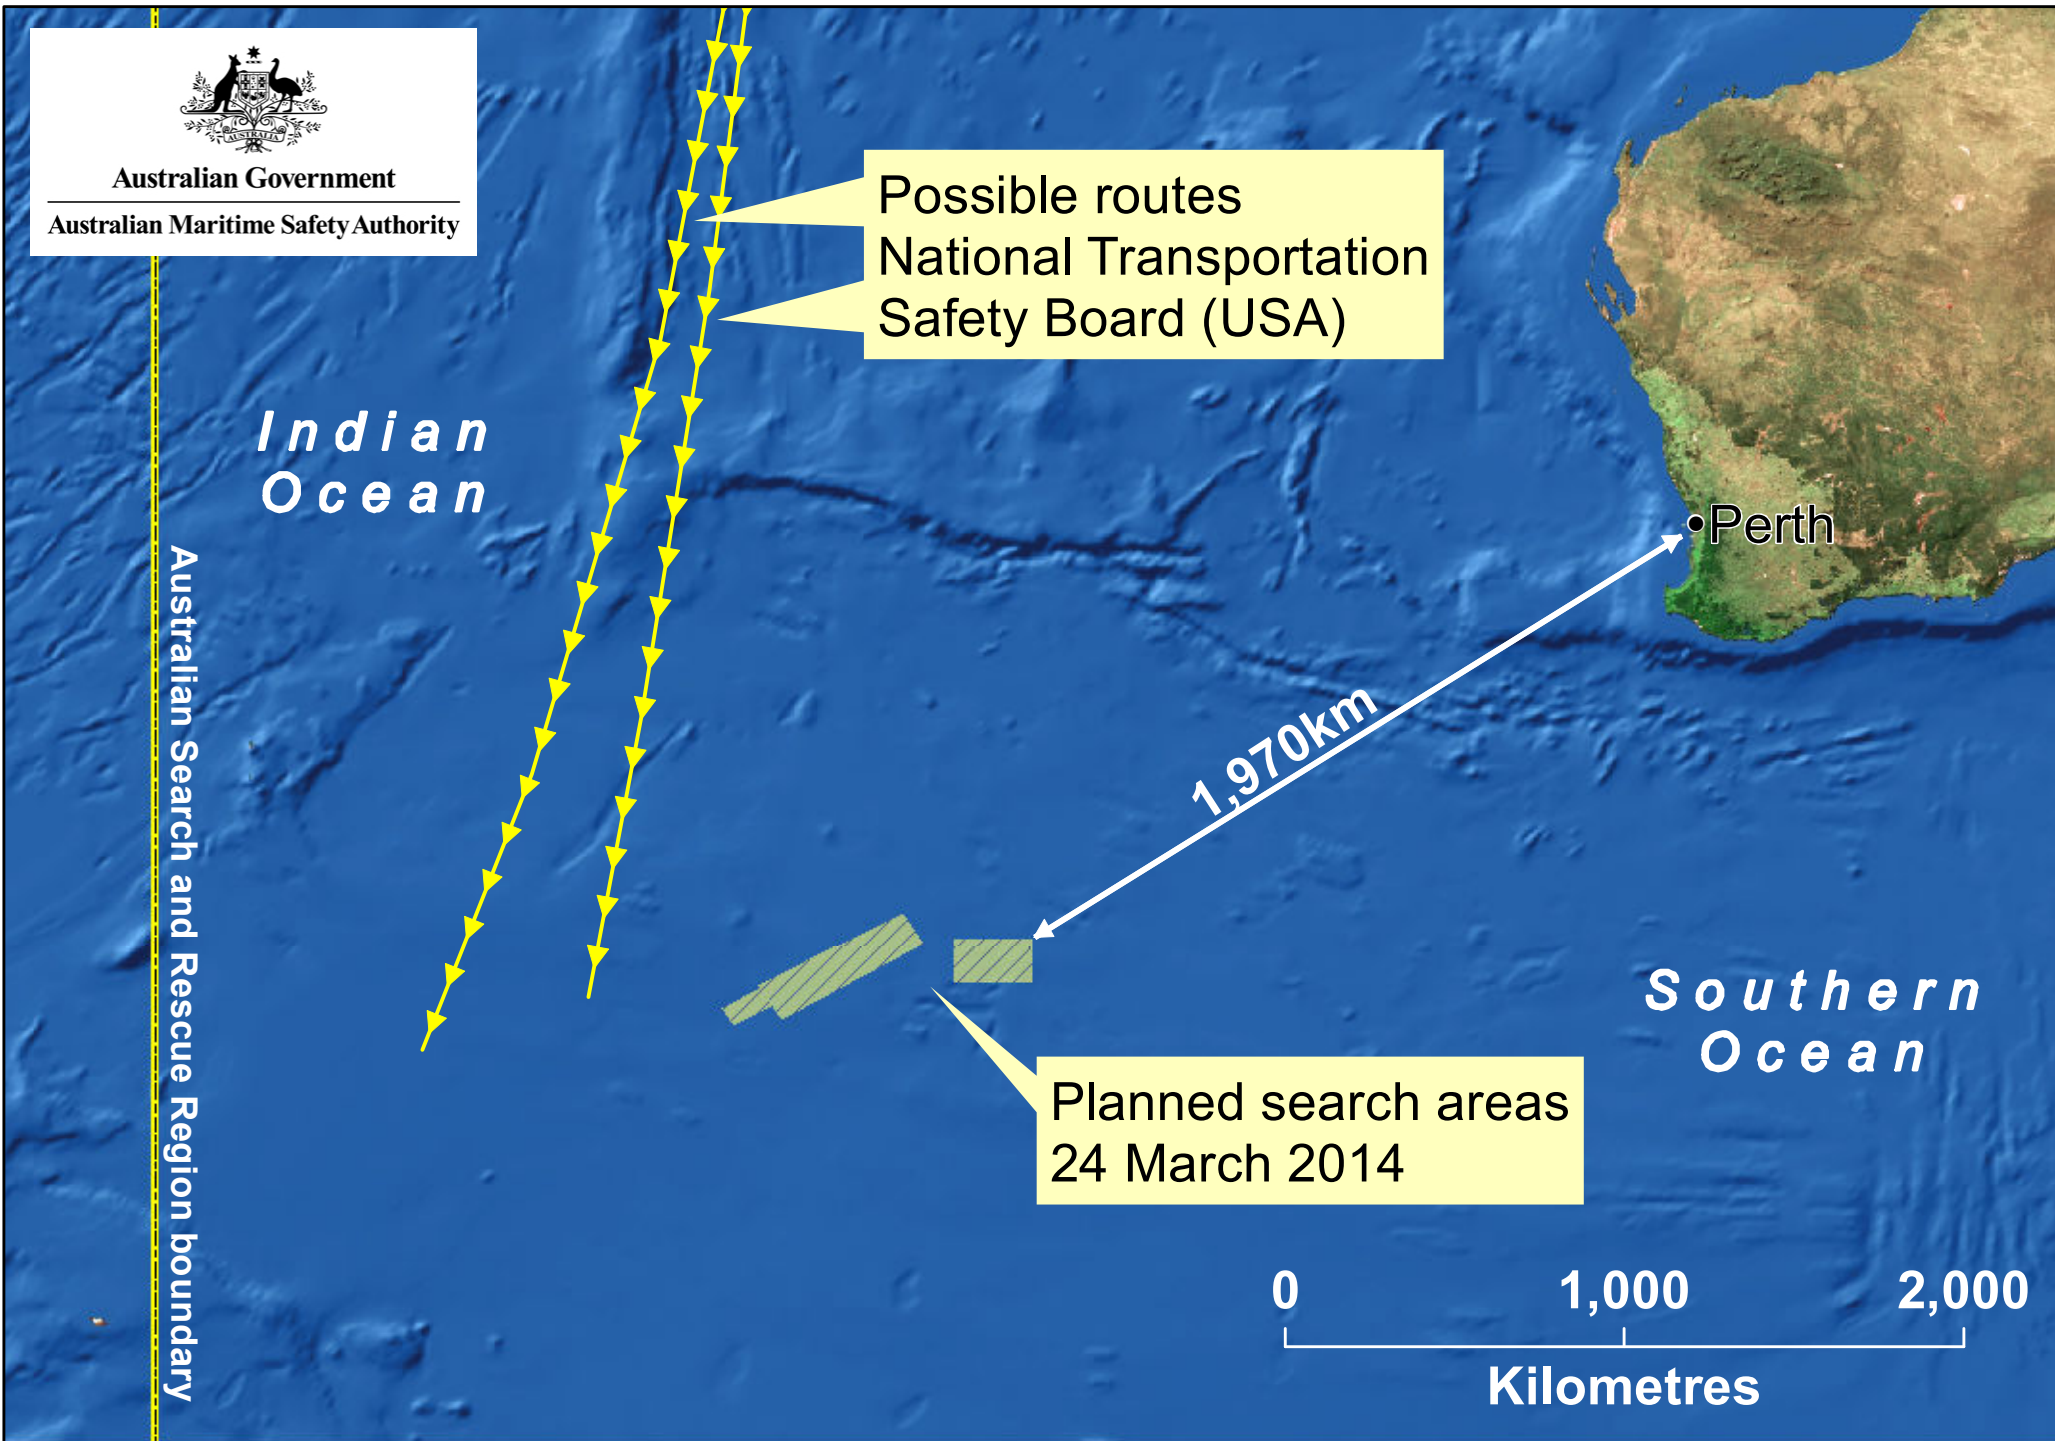 AUSTRALIA
Australian Government
Australian Maritime Safety Authority
Possible routes
National Transportation
Safety Board (USA)
Indian
Ocean
Australian Search and Rescue Region boundary
Perth
1,970km
Southern
Ocean
Planned search areas
24 March 2014
0 1,000 2,000
Kilometres